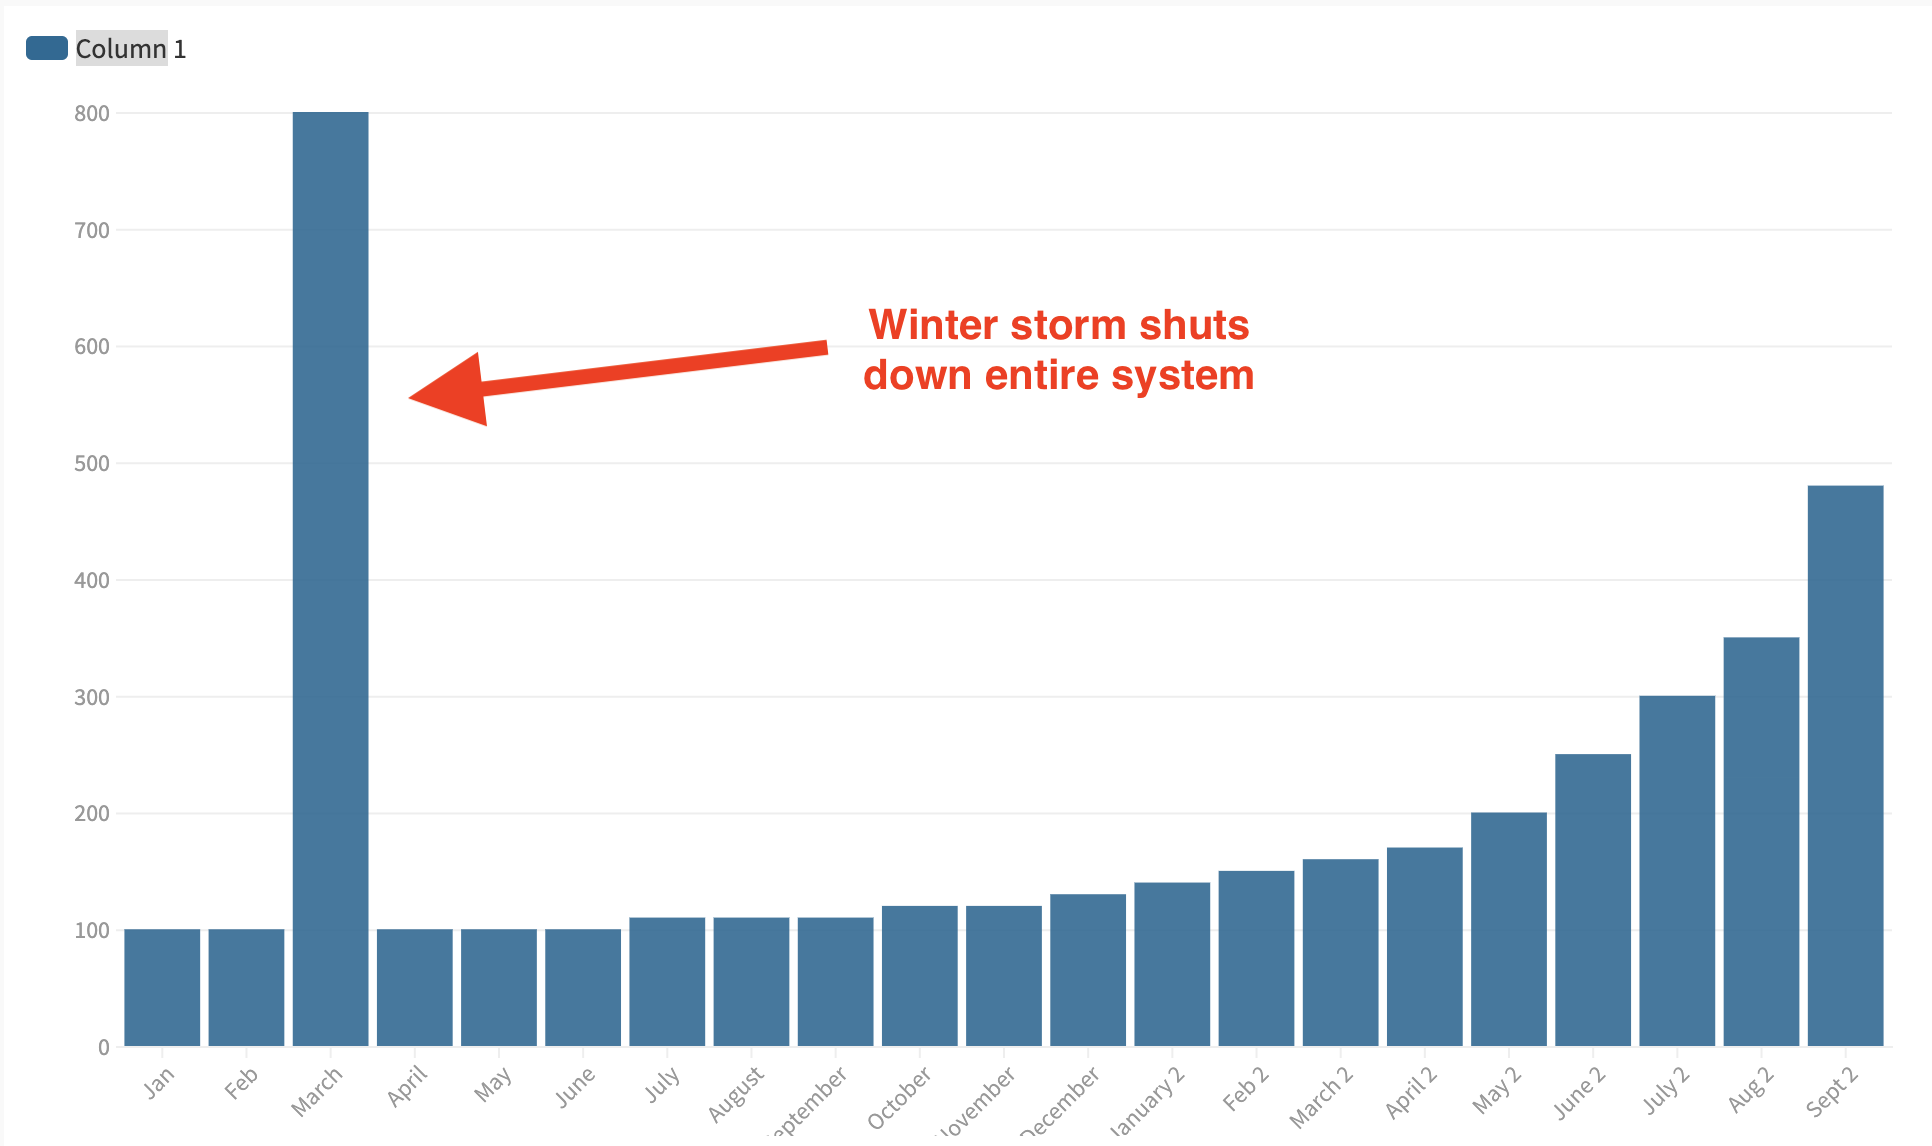 Column 1
800
700
600
500
400
300
200
100
0
Winter storm shuts
down entire system
Jan
Feb
March
April
May
June
July
August
eptember
October
November
December
January 2
Feb 2
March 2
April 2
May 2
June 2
July 2
Aug 2
Sept 2